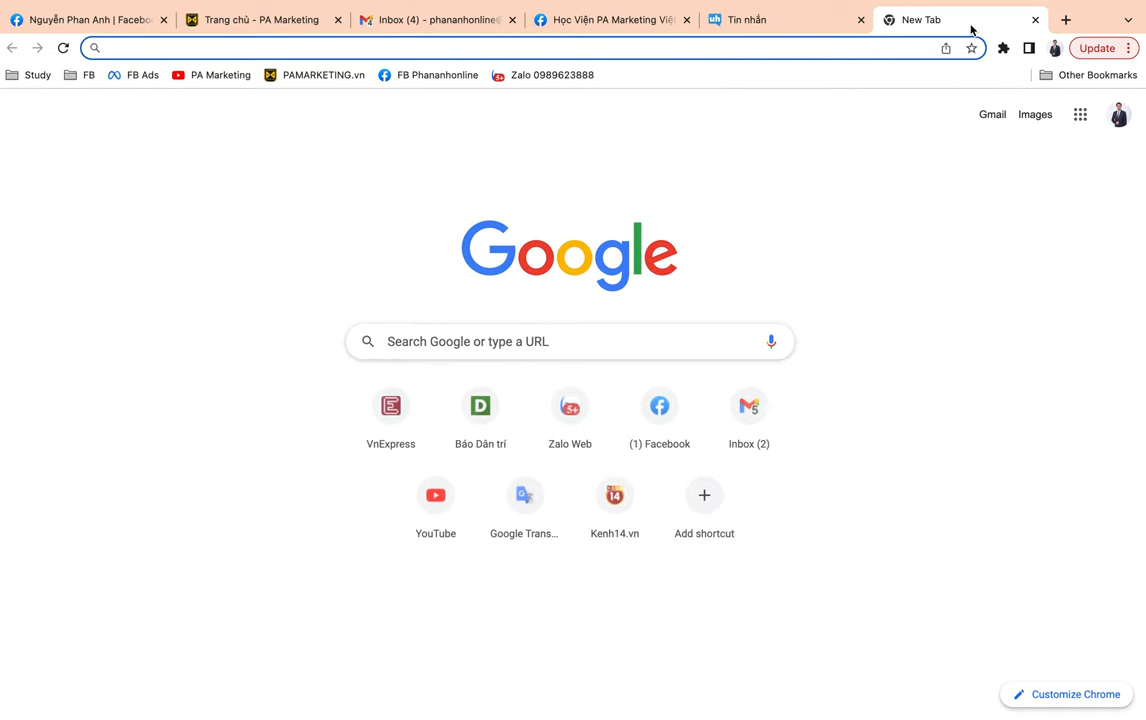 Nguyễn Phan Anh | Facebo
Trang chủ - PA Marketing
Inbox (4) - phananhonline@
Học Viện PA Marketing Việt
Tin nhắn
New Tab
Update
Study
FB
FB Ads
PA Marketing
PAMARKETING.vn
FB Phananhonline
Zalo 0989623888
Other Bookmarks
Gmail
Images
Google
Search Google or type a URL
VnExpress
Báo Dân trí
Zalo Web
(1) Facebook
Inbox (2)
YouTube
Google Trans...
Kenh14.vn
Add shortcut
Customize Chrome